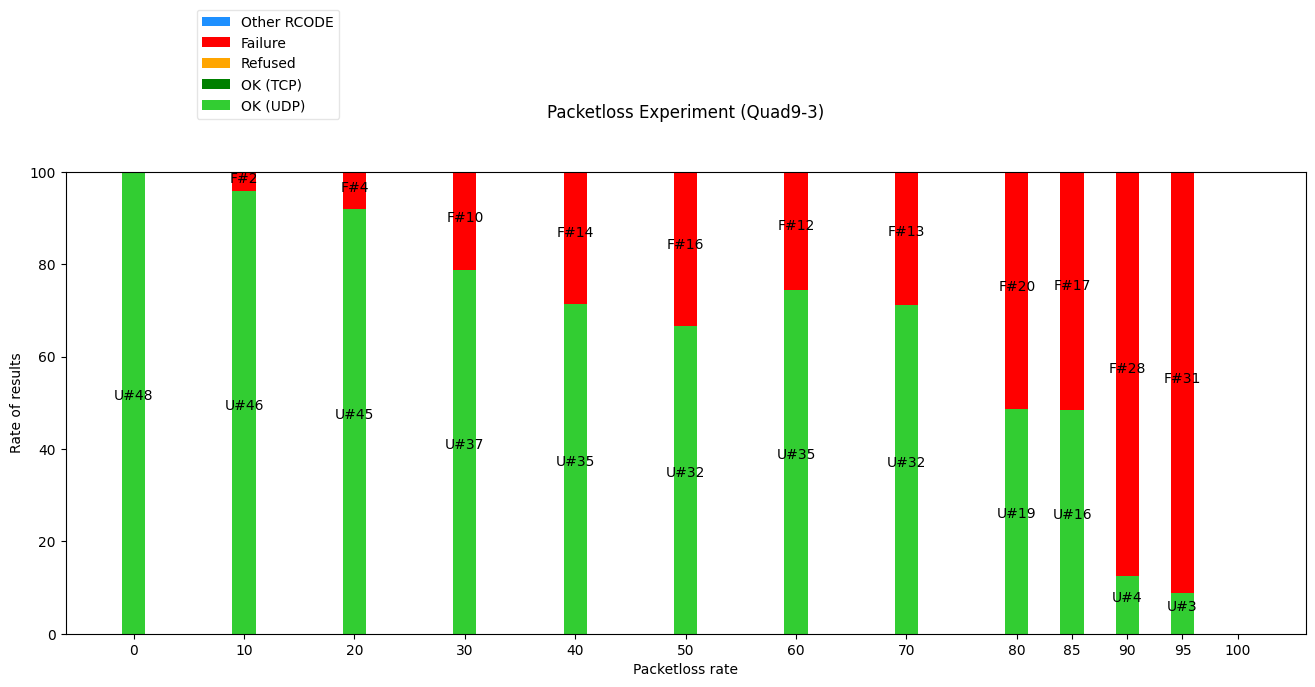 Other RCODE
Failure
Refused
OK (TCP)
OK (UDP)
Packetloss Experiment (Quad9-3)
Rate of results
100
80
60
40
20
0
F#2
F#4
F#10
F#14
F#16
F#12
F#13
F#20
F#17
F#28
F#31
U#48
U#46
U#45
U#37
U#35
U#32
U#35
U#32
U#19
U#16
U#4
U#3
0 10 20 30 40 50 60 70 80 85 90 95 100
Packetloss rate